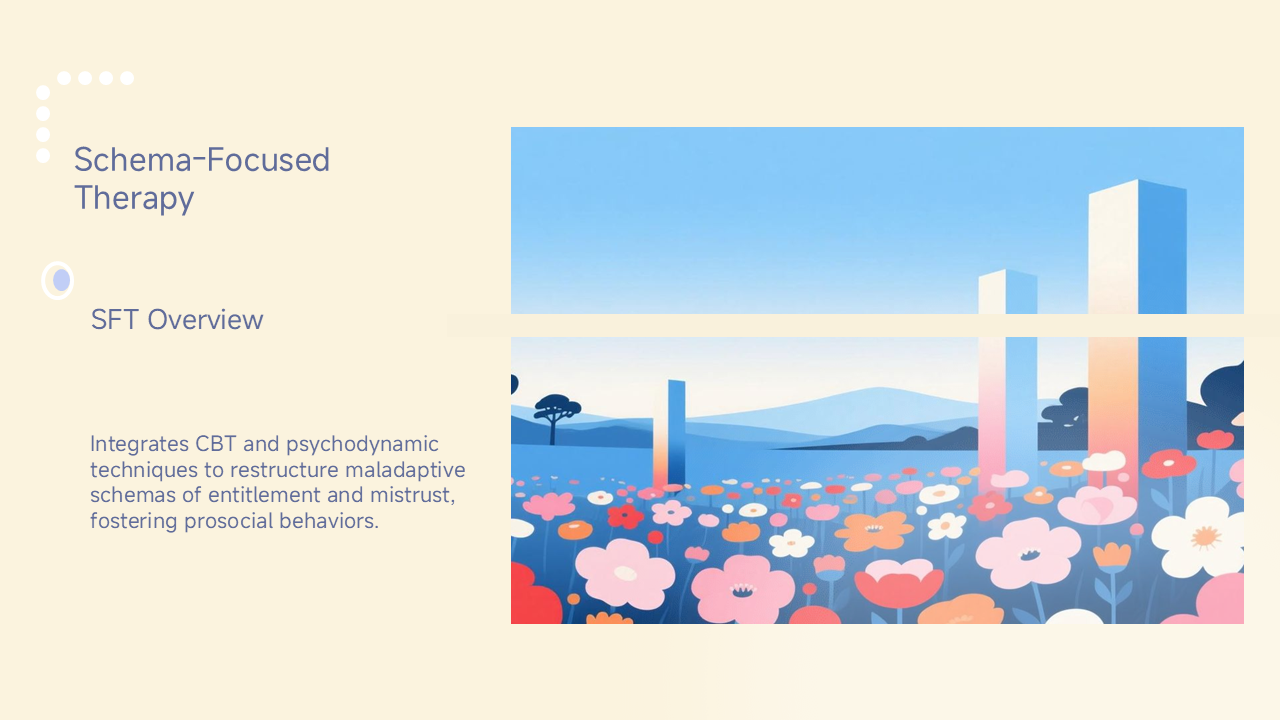 Schema-Focused
Therapy
SFT Overview
Integrates CBT and psychodynamic
techniques to restructure maladaptive
schemas of entitlement and mistrust,
fostering prosocial behaviors.